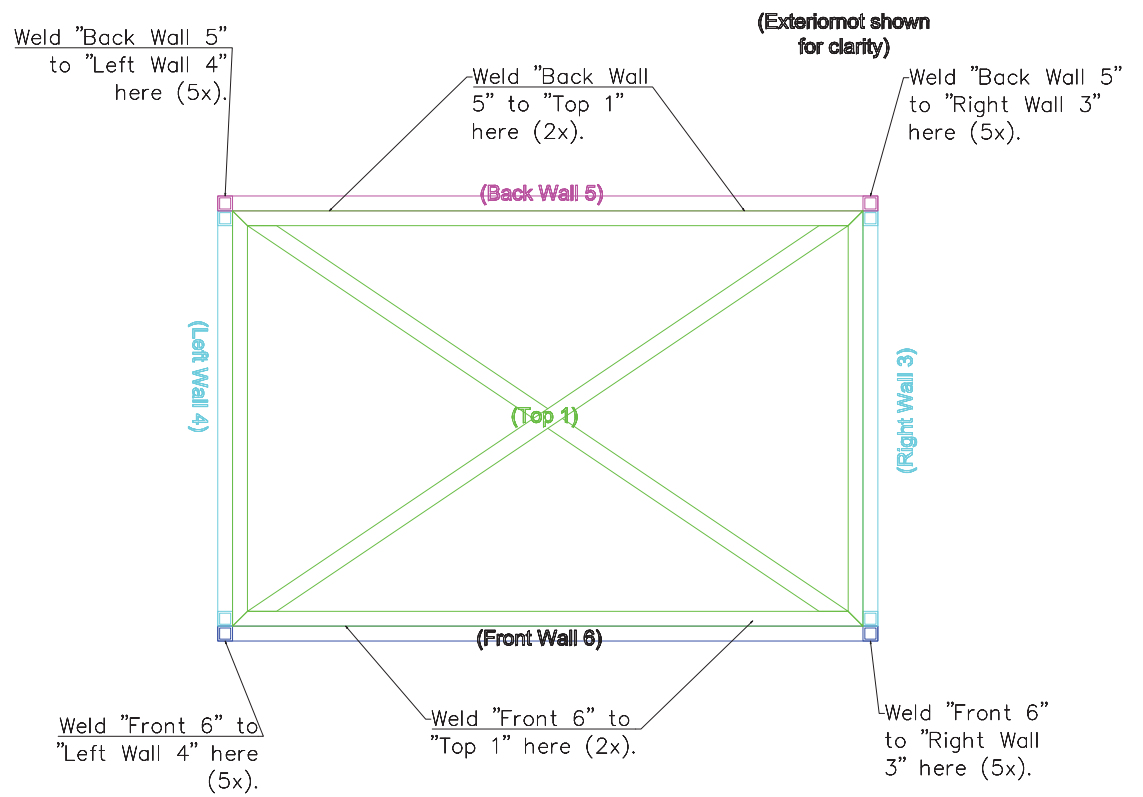 Weld "Back Wall 5"
to "Left Wall 4"
here (5x).
Weld "Back Wall
5" to "Top 1"
here (2x).
(Exteriornot shown
for clarity)
Weld "Back Wall 5"
to "Right Wall 3"
here (5x).
(Back Wall 5)
(Left Wall 4)
(Top 1)
(Right Wall 3)
(Front Wall 6)
Weld "Front 6" to
"Left Wall 4" here
(5x).
Weld "Front 6" to
"Top 1" here (2x).
Weld "Front 6"
to "Right Wall
3" here (5x).